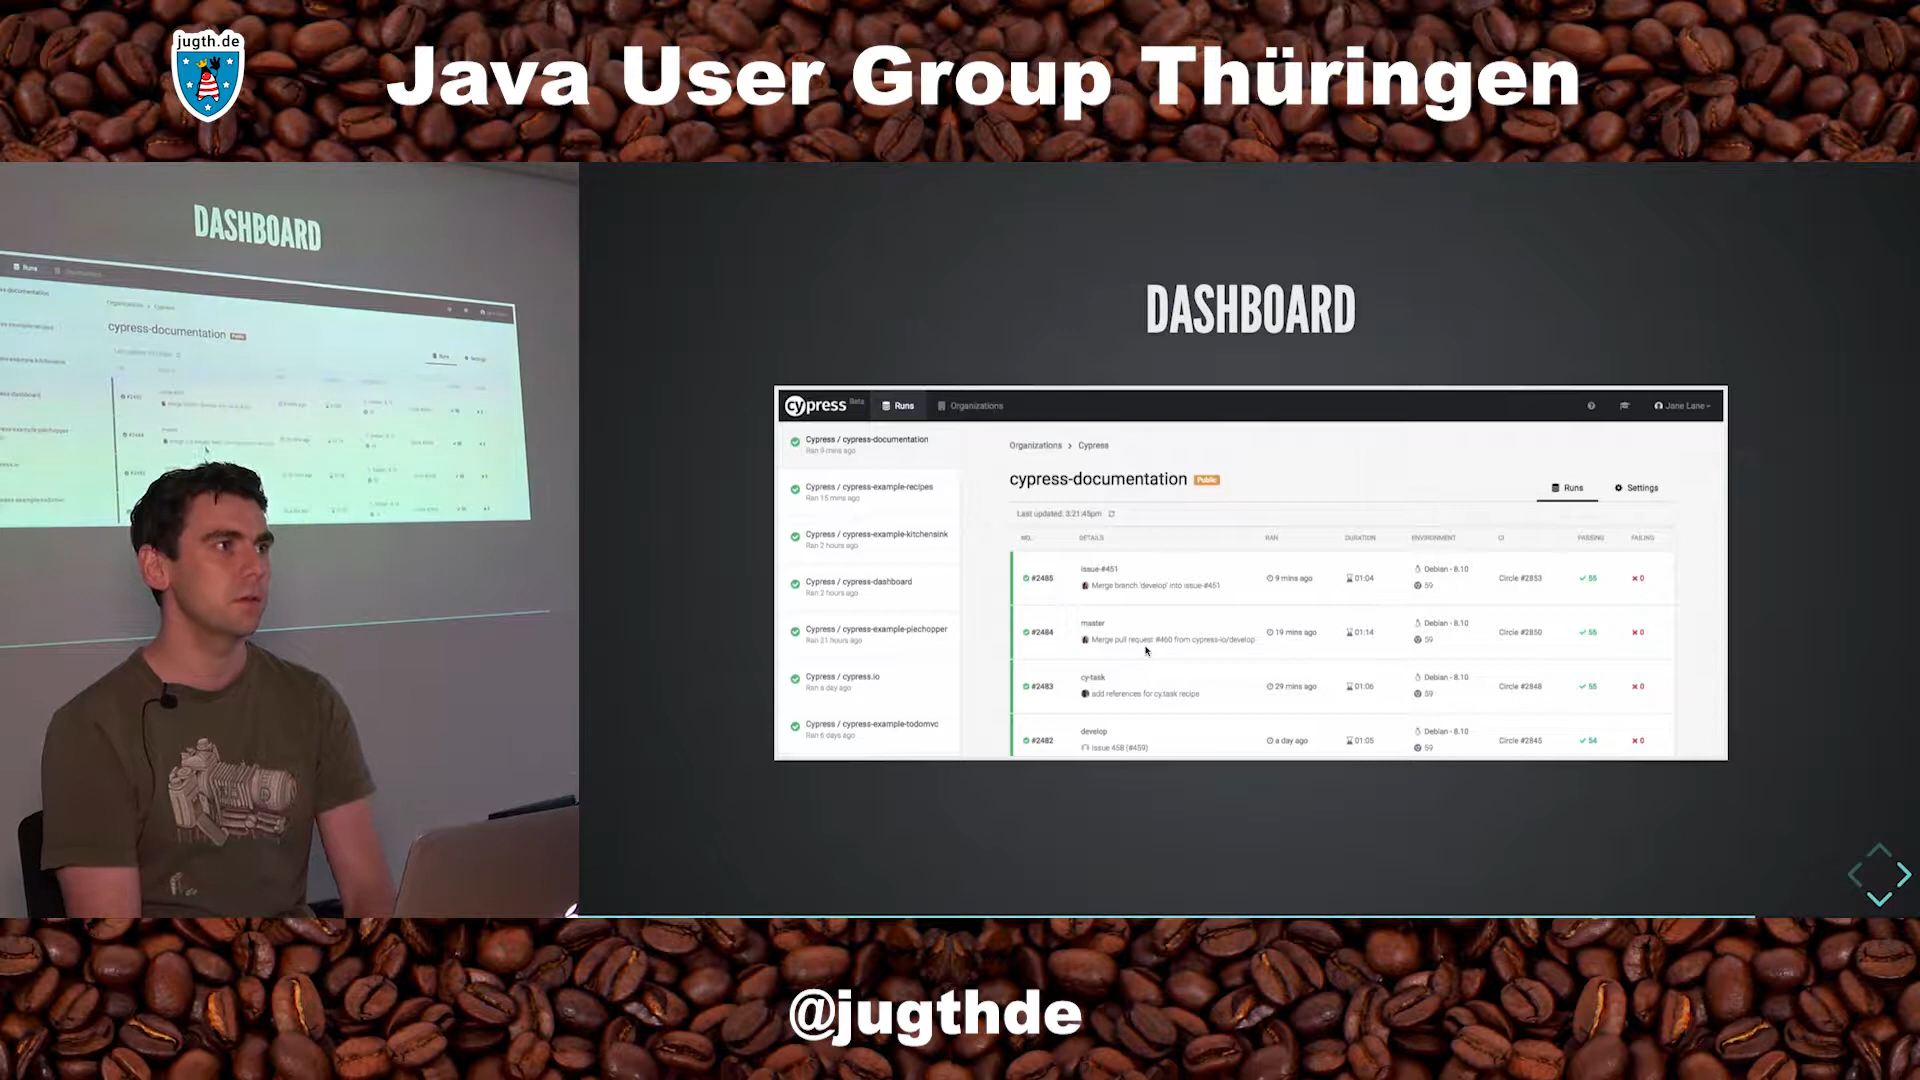 jugth.de
Java User Group Thüringen
DASHBOARD
Runs
cypress-documentation
Public
Runs
Settings
DASHBOARD
cypress Beta
Runs
Organizations
Jane Lane
Cypress / cypress-documentation
Ran 9 mins ago
Cypress / cypress-example-recipes
Ran 15 mins ago
Cypress / cypress-example-kitchensink
Ran 2 hours ago
Cypress / cypress-dashboard
Ran 2 hours ago
Cypress / cypress-example-piechopper
Ran 21 hours ago
Cypress / cypress.io
Ran a day ago
Cypress / cypress-example-todomvc
Ran 6 days ago
Organizations > Cypress
cypress-documentation Public
Runs Settings
Last updated: 3:21:45pm
NO. DETAILS RAN DURATION ENVIRONMENT CI PASSING FAILING
#2485 issue-#451 9 mins ago 01:04 Debian - 8.10 Circle #2853 55 0
Merge branch 'develop' into issue-#451 59
#2484 master 19 mins ago 01:14 Debian - 8.10 Circle #2850 55 0
Merge pull request #460 from cypress-io/develop 59
#2483 cy-task 29 mins ago 01:06 Debian - 8.10 Circle #2848 55 0
add references for cy.task recipe 59
#2482 develop a day ago 01:05 Debian - 8.10 Circle #2845 54 0
Issue 458 (#459) 59
@jugthde